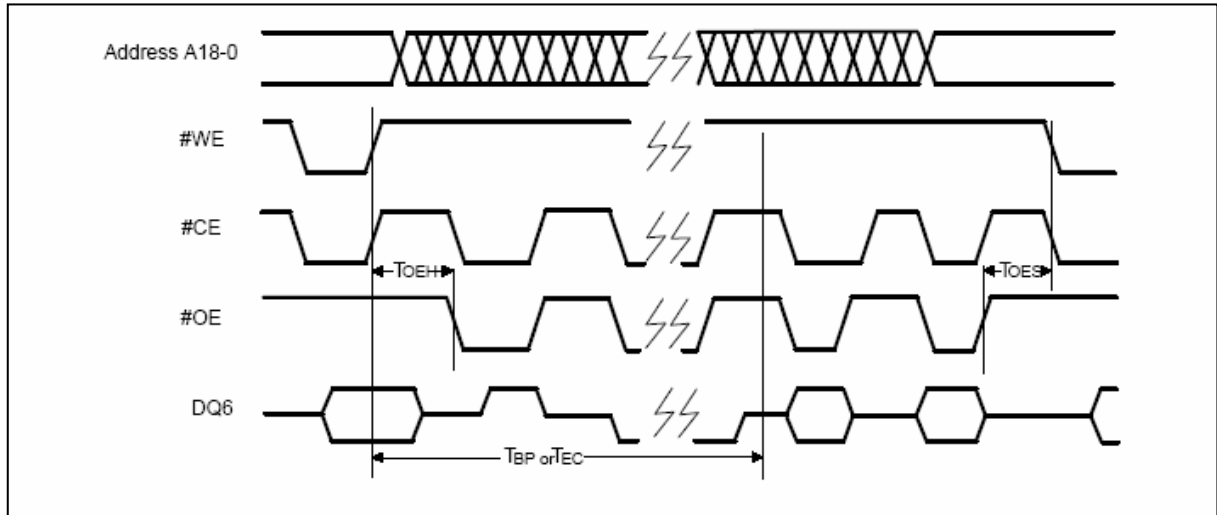 Address A18-0
#WE
#CE
TOEH
TOES
#OE
DQ6
TBP orTEC